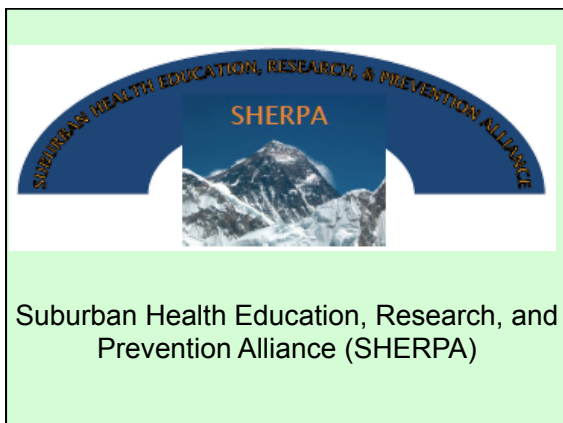 SUBURBAN HEALTH EDUCATION, RESEARCH, & PREVENTION ALLIANCE
SHERPA
Suburban Health Education, Research, and
Prevention Alliance (SHERPA)